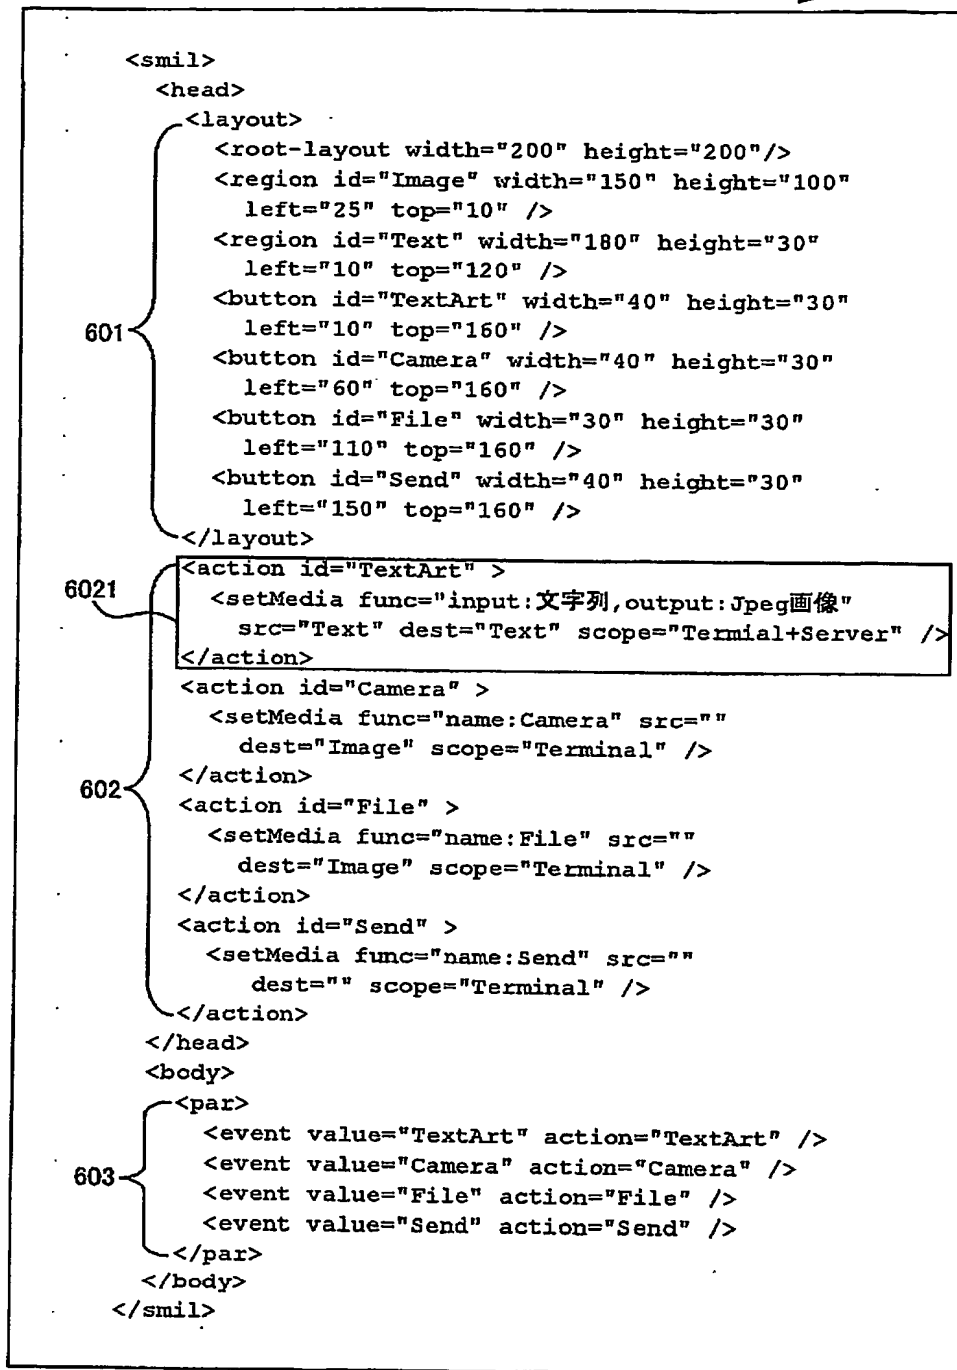 <smil>
<head>
<layout>
<root-layout width="200" height="200"/>
<region id="Image" width="150" height="100"
left="25" top="10" />
<region id="Text" width="180" height="30"
left="10" top="120" />
<button id="TextArt" width="40" height="30"
left="10" top="160" />
601
<button id="Camera" width="40" height="30"
left="60" top="160" />
<button id="File" width="30" height="30"
left="110" top="160" />
<button id="Send" width="40" height="30"
left="150" top="160" />
</layout>
<action id="TextArt" >
6021
<setMedia func="input:文字列,output:Jpeg画像"
src="Text" dest="Text" scope="Termial+Server" />
</action>
<action id="Camera" >
<setMedia func="name:Camera" src=""
dest="Image" scope="Terminal" />
</action>
602
<action id="File" >
<setMedia func="name:File" src=""
dest="Image" scope="Terminal" />
</action>
<action id="Send" >
<setMedia func="name:Send" src=""
dest="" scope="Terminal" />
</action>
</head>
<body>
<par>
<event value="TextArt" action="TextArt" />
<event value="Camera" action="Camera" />
603
<event value="File" action="File" />
<event value="Send" action="Send" />
</par>
</body>
</smil>